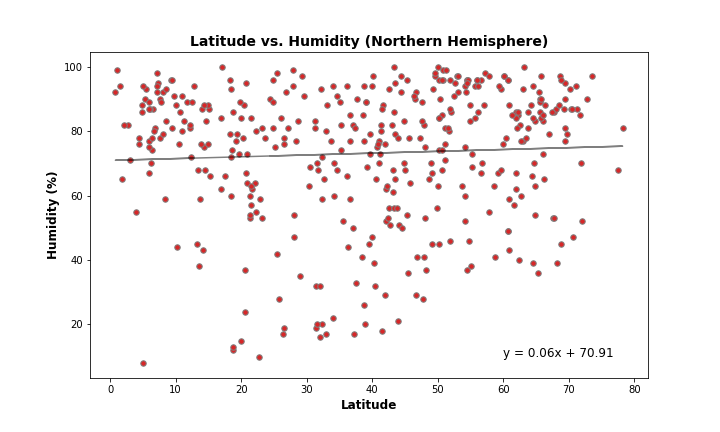 Latitude vs. Humidity (Northern Hemisphere)
Humidity (%)
100
80
60
40
20
y = 0.06x + 70.91
0 10 20 30 40 50 60 70 80
Latitude